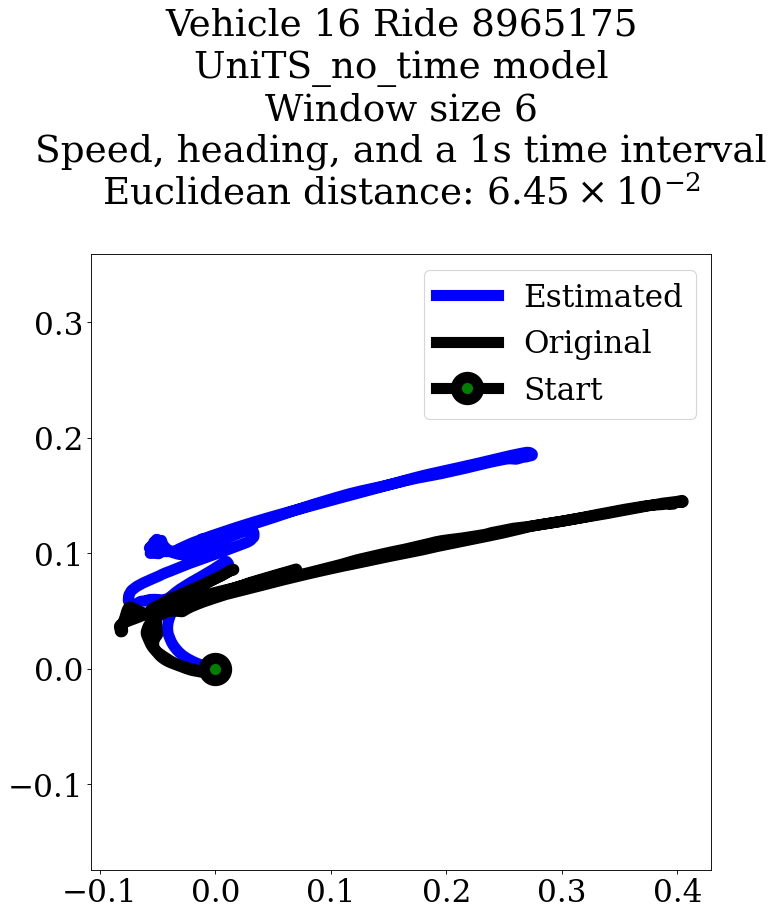 Vehicle 16 Ride 8965175
UniTS_no_time model
Window size 6
Speed, heading, and a 1s time interval
Euclidean distance: 6.45 × 10⁻²
Estimated
Original
Start
0.3
0.2
0.1
0.0
−0.1
−0.1 0.0 0.1 0.2 0.3 0.4